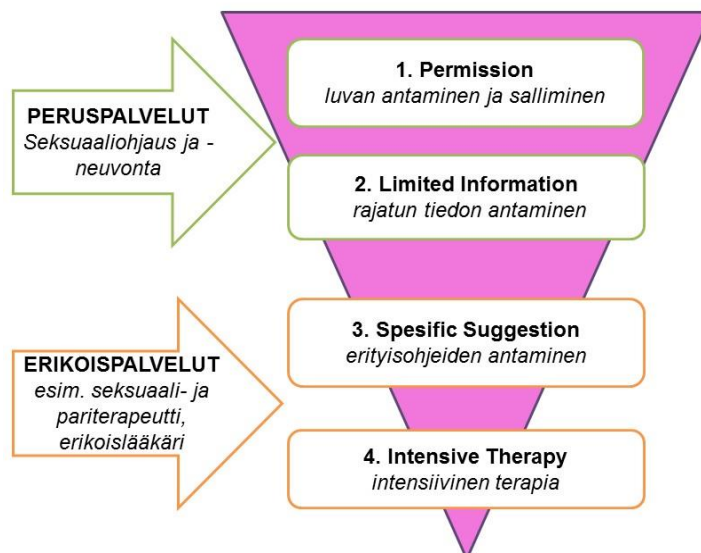 PERUSPALVELUT
Seksuaaliohjaus ja -
neuvonta
1. Permission
luvan antaminen ja salliminen
2. Limited Information
rajatun tiedon antaminen
ERIKOISPALVELUT
esim. seksuaali- ja
pariterapeutti,
erikoislääkäri
3. Spesific Suggestion
erityisohjeiden antaminen
4. Intensive Therapy
intensiivinen terapia